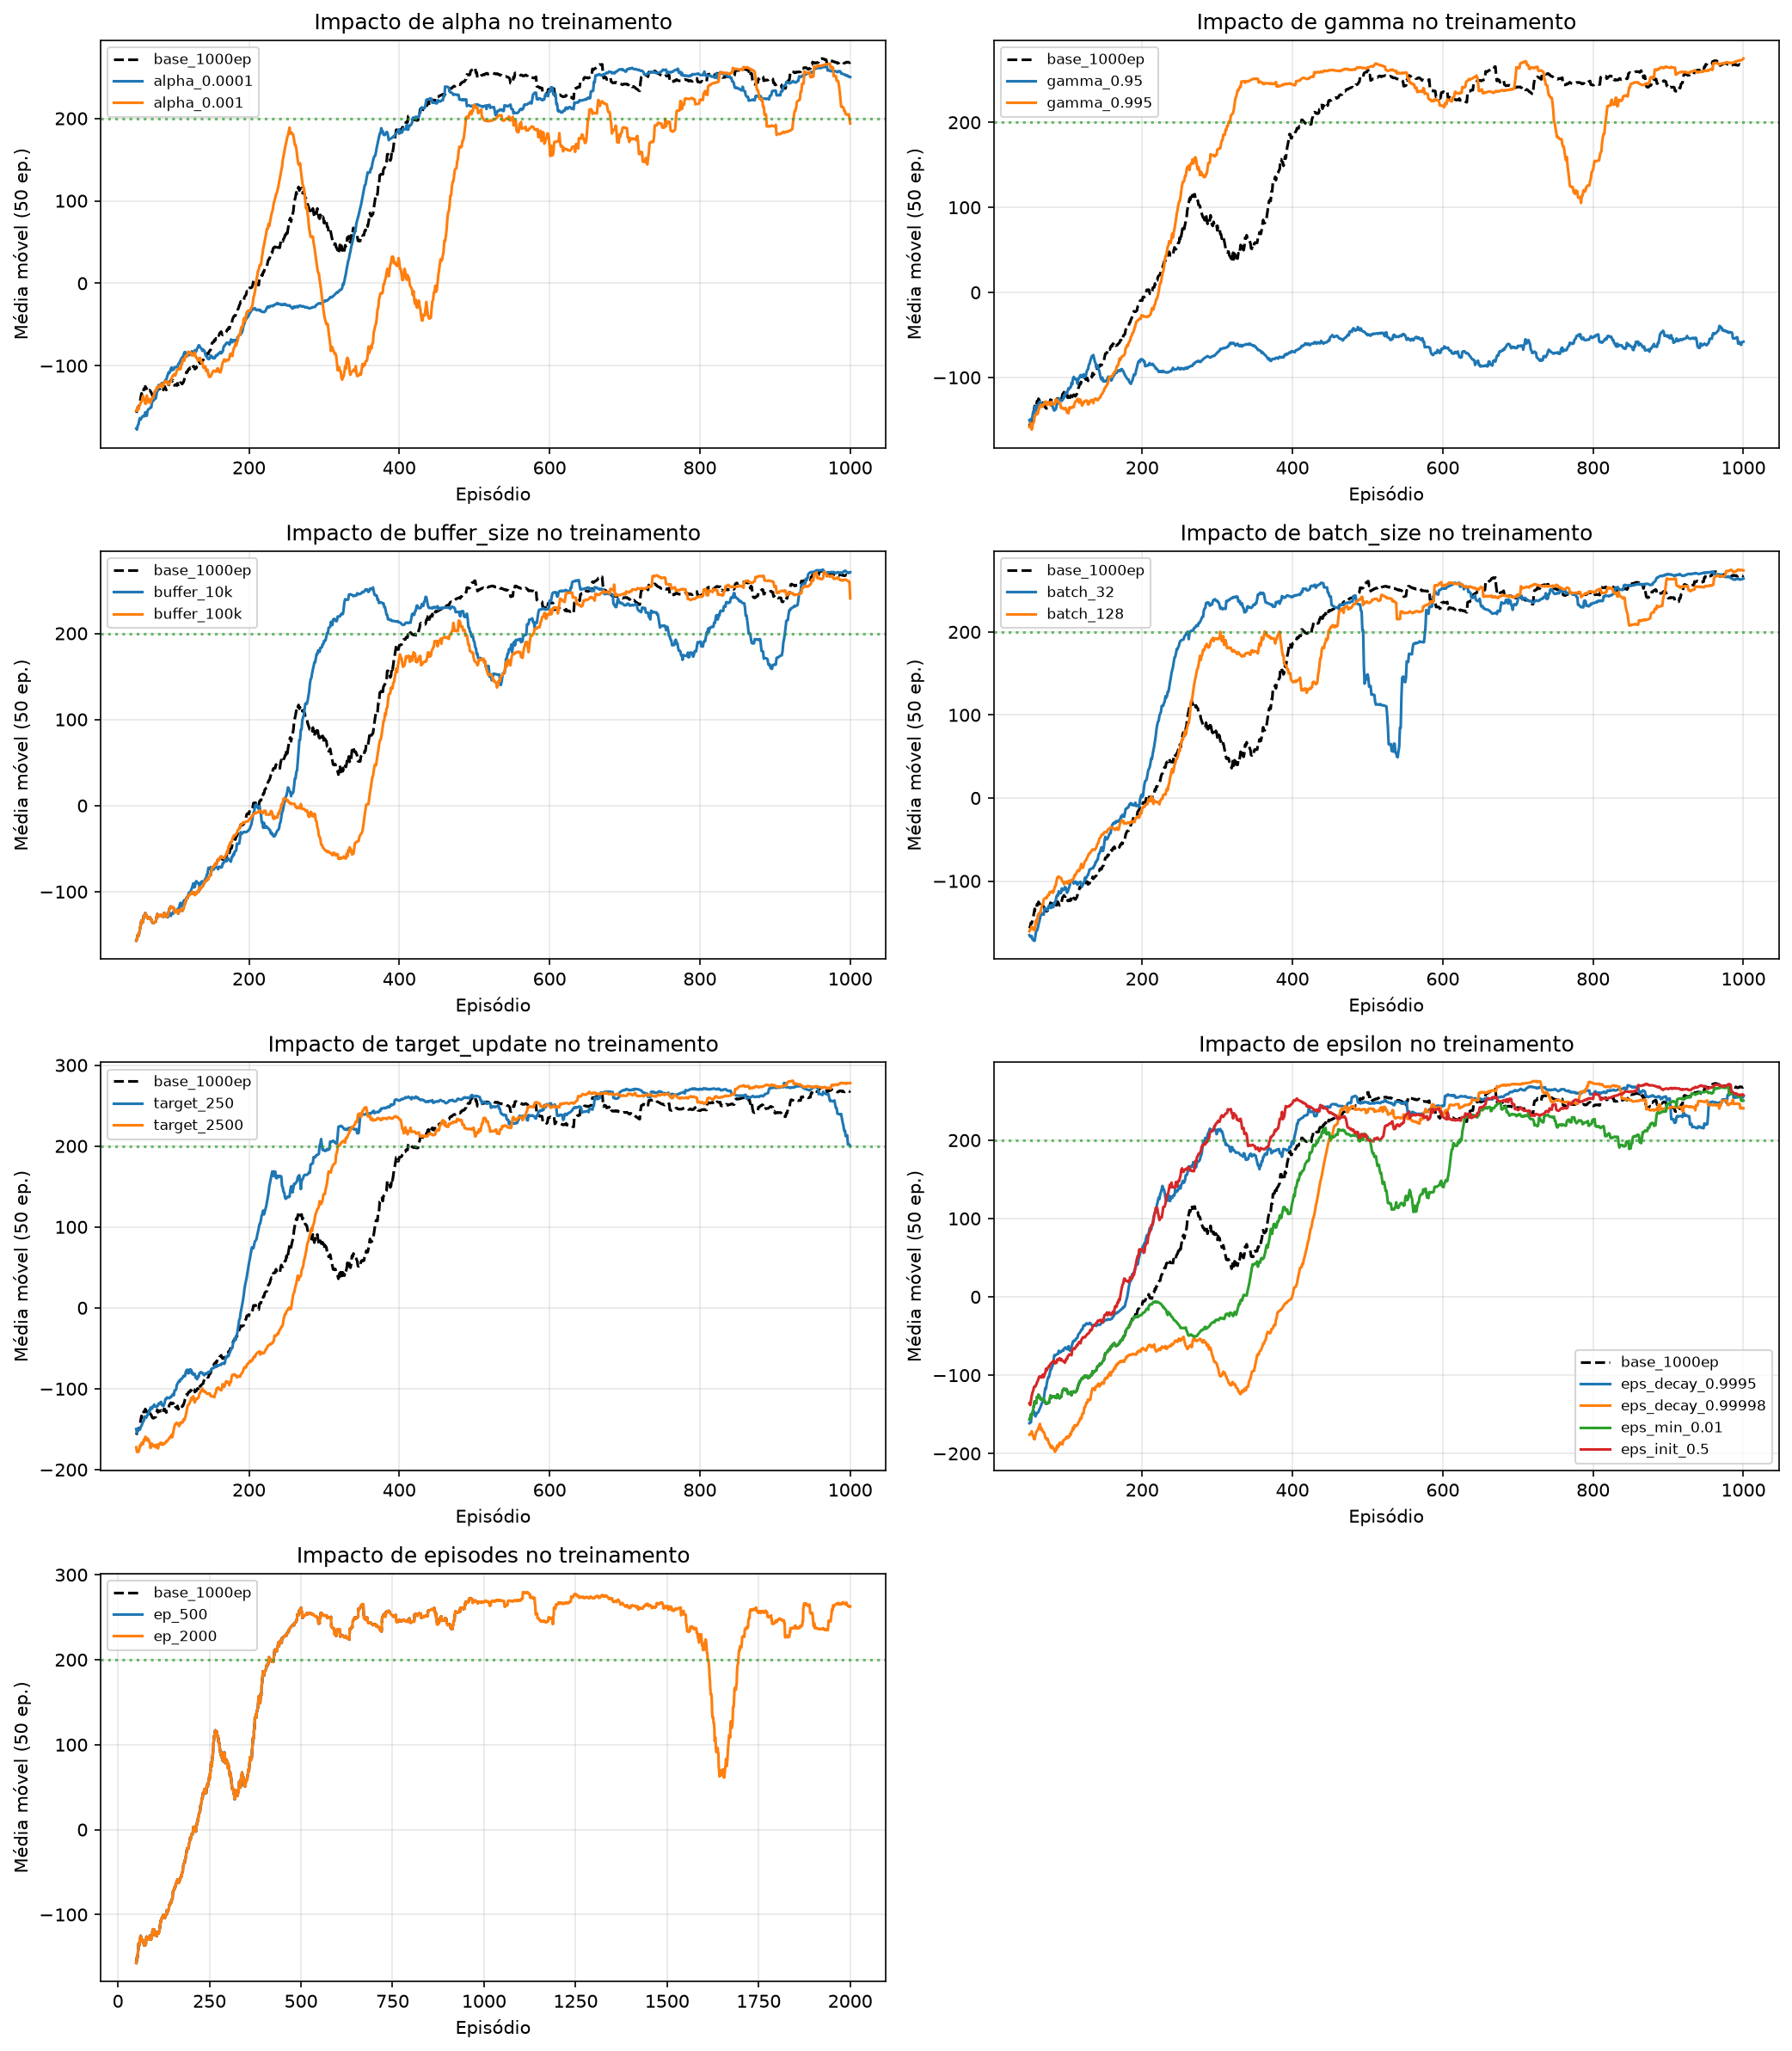 Impacto de alpha no treinamento
base_1000ep
alpha_0.0001
alpha_0.001
Média móvel (50 ep.)
200
100
0
−100
200 400 600 800 1000
Episódio
Impacto de gamma no treinamento
base_1000ep
gamma_0.95
gamma_0.995
Média móvel (50 ep.)
200
100
0
−100
200 400 600 800 1000
Episódio
Impacto de buffer_size no treinamento
base_1000ep
buffer_10k
buffer_100k
Média móvel (50 ep.)
200
100
0
−100
200 400 600 800 1000
Episódio
Impacto de batch_size no treinamento
base_1000ep
batch_32
batch_128
Média móvel (50 ep.)
200
100
0
−100
200 400 600 800 1000
Episódio
Impacto de target_update no treinamento
base_1000ep
target_250
target_2500
Média móvel (50 ep.)
300
200
100
0
−100
−200
200 400 600 800 1000
Episódio
Impacto de epsilon no treinamento
Média móvel (50 ep.)
200
100
0
−100
−200
base_1000ep
eps_decay_0.9995
eps_decay_0.99998
eps_min_0.01
eps_init_0.5
200 400 600 800 1000
Episódio
Impacto de episodes no treinamento
base_1000ep
ep_500
ep_2000
Média móvel (50 ep.)
300
200
100
0
−100
0 250 500 750 1000 1250 1500 1750 2000
Episódio